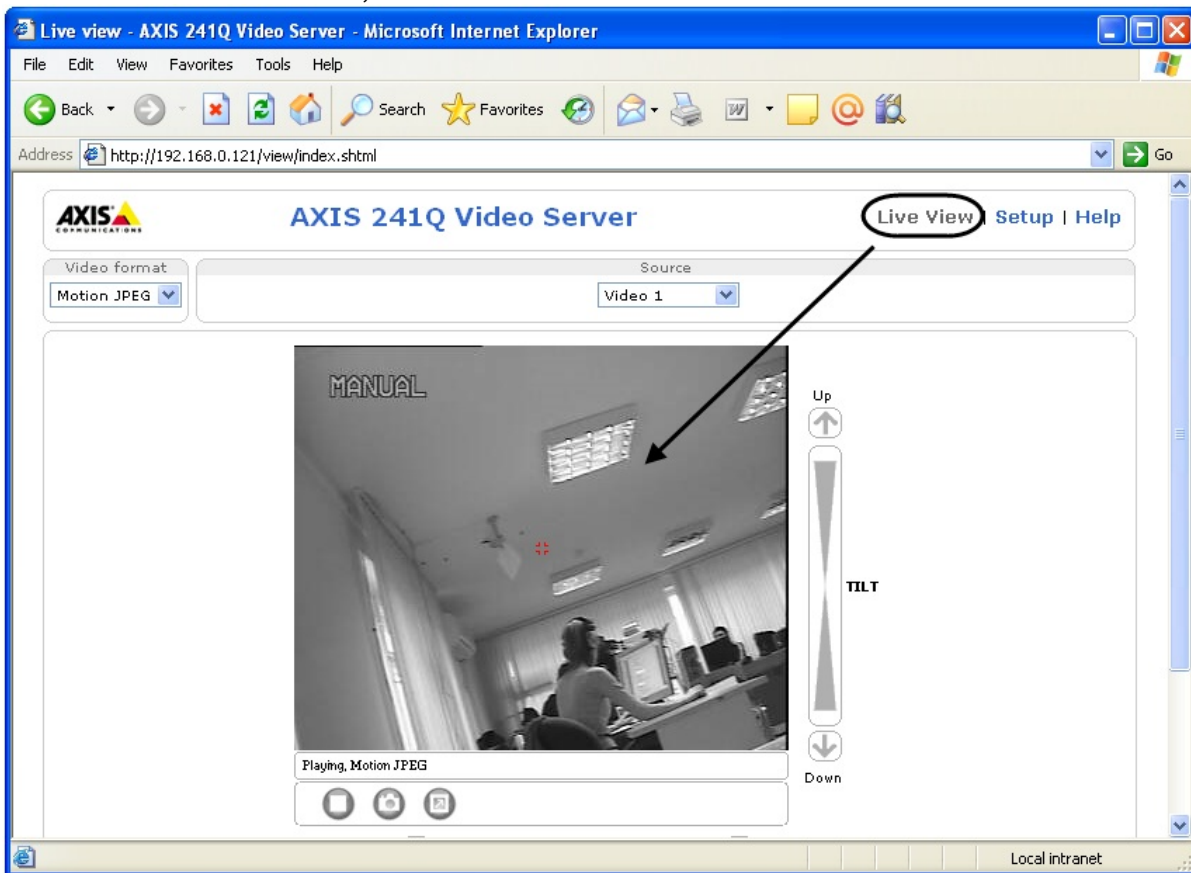 Live view - AXIS 241Q Video Server - Microsoft Internet Explorer
File Edit View Favorites Tools Help
Back Search Favorites
Address http://192.168.0.121/view/index.shtml Go
AXIS COMMUNICATIONS
AXIS 241Q Video Server
Live View | Setup | Help
Video format
Source
Motion JPEG
Video 1
MANUAL
Up
TILT
Playing, Motion JPEG
Down
Local intranet